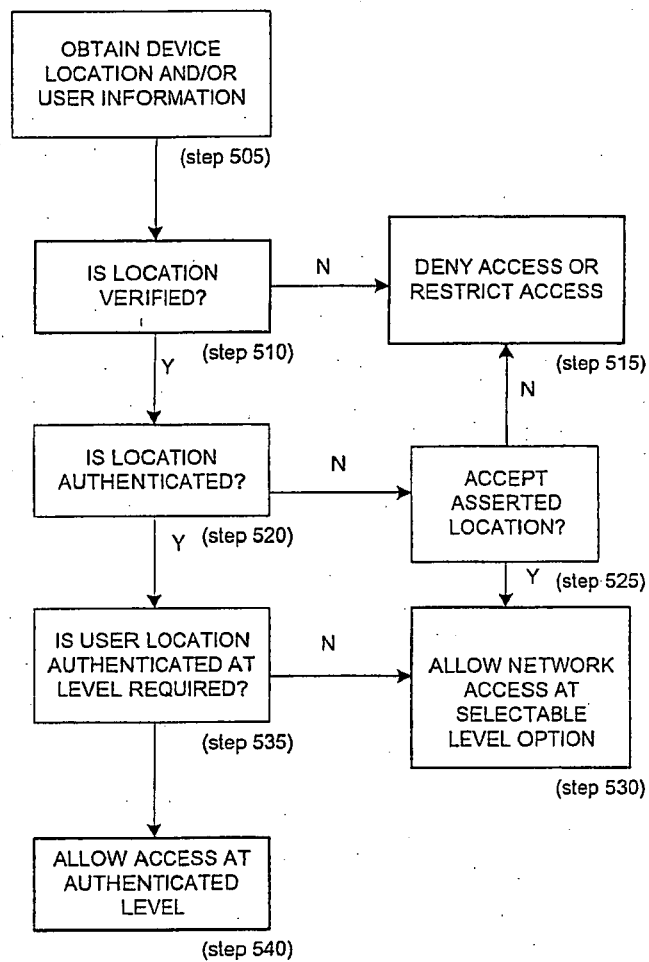 OBTAIN DEVICE
LOCATION AND/OR
USER INFORMATION
(step 505)
IS LOCATION
VERIFIED?
(step 510)
N
DENY ACCESS OR
RESTRICT ACCESS
(step 515)
Y
N
IS LOCATION
AUTHENTICATED?
(step 520)
N
ACCEPT
ASSERTED
LOCATION?
(step 525)
Y
Y
IS USER LOCATION
AUTHENTICATED AT
LEVEL REQUIRED?
(step 535)
N
ALLOW NETWORK
ACCESS AT
SELECTABLE
LEVEL OPTION
(step 530)
ALLOW ACCESS AT
AUTHENTICATED
LEVEL
(step 540)